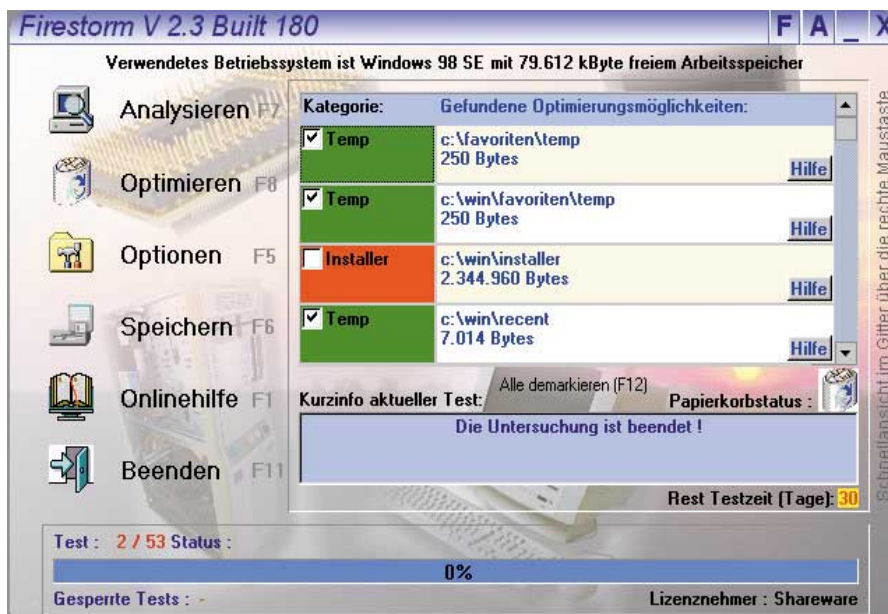 Firestorm V 2.3 Built 180
F A _ X
Verwendetes Betriebssystem ist Windows 98 SE mit 79.612 kByte freiem Arbeitsspeicher
Analysieren F7
Optimieren F8
Optionen F5
Speichern F6
Onlinehilfe F1
Beenden F11
Kategorie: Gefundene Optimierungsmöglichkeiten:
Temp c:\favoriten\temp
250 Bytes
Hilfe
Temp c:\win\favoriten\temp
250 Bytes
Hilfe
Installer c:\win\installer
2.344.960 Bytes
Hilfe
Temp c:\win\recent
7.014 Bytes
Hilfe
Alle demarkieren (F12)
Kurzinfo aktueller Test: Papierkorbstatus :
Die Untersuchung ist beendet !
Rest Testzeit (Tage): 30
Schnellansicht im Gitter über die rechte Maustaste
Test : 2 / 53 Status :
0%
Gesperrte Tests : -
Lizenznehmer : Shareware